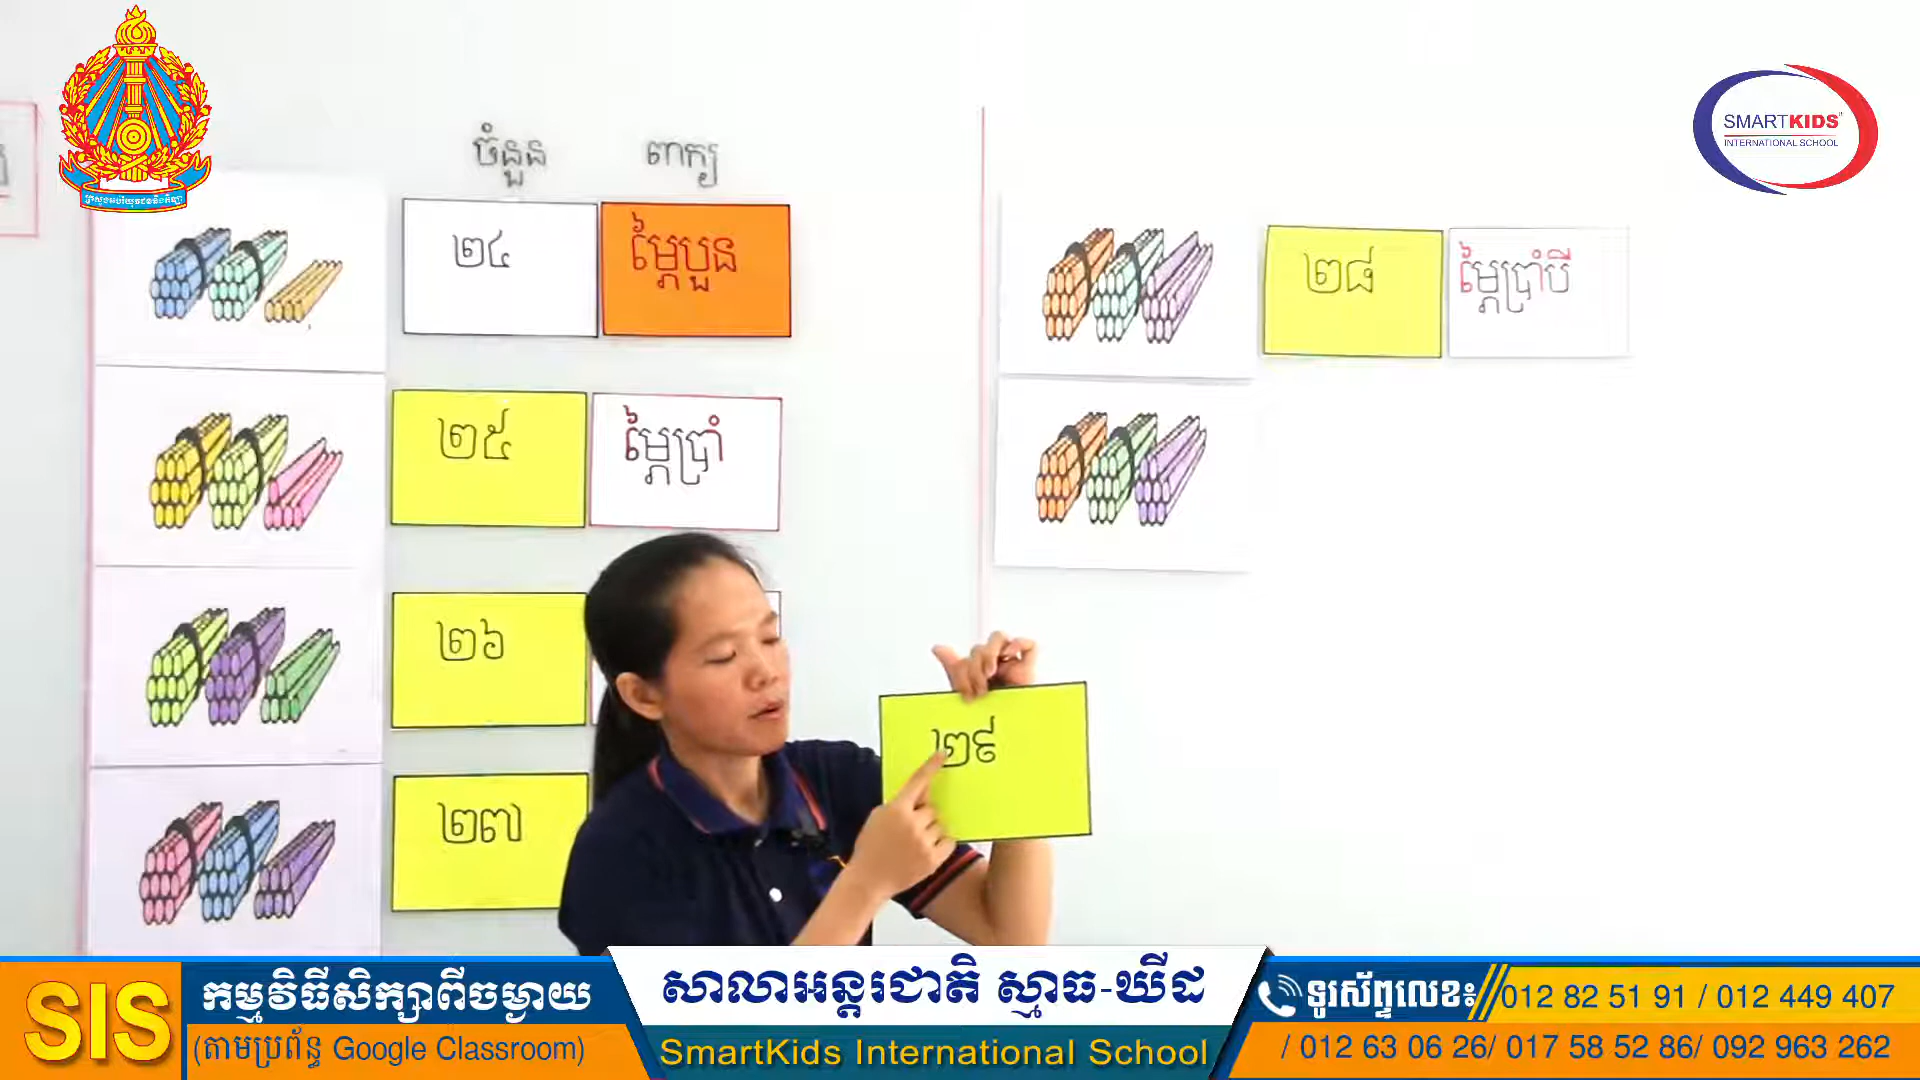 SMARTKIDS
INTERNATIONAL SCHOOL
ចំនួន ពាក្យ
២៤ ម្ភៃបួន
២៨ ម្ភៃប្រាំបី
២៥ ម្ភៃប្រាំ
២៦
២៩
២៧
SIS
កម្មវិធីសិក្សាពីចម្ងាយ
(តាមប្រព័ន្ធ Google Classroom)
សាលាអន្តរជាតិ ស្មាធ-ឃីដ
SmartKids International School
ទូរស័ព្ទលេខ៖ 012 82 51 91 / 012 449 407
/ 012 63 06 26/ 017 58 52 86/ 092 963 262